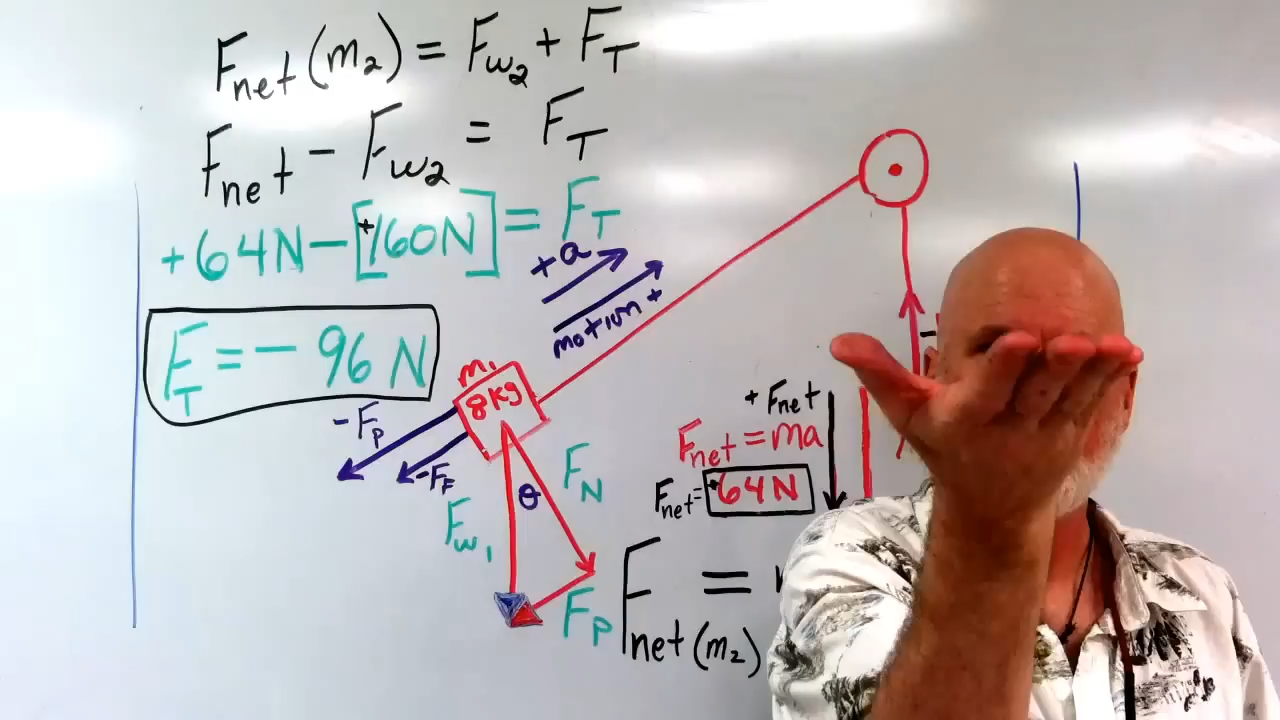 Fnet(m2) = Fw2 + FT
Fnet - Fw2 = FT
+64N - [+160N] = FT
FT = - 96 N
+a
motion +
m1
8kg
-Fp
-FF
θ
FN
Fw1
Fp
+Fnet
Fnet = ma
Fnet = +64N
Fnet(m2) =